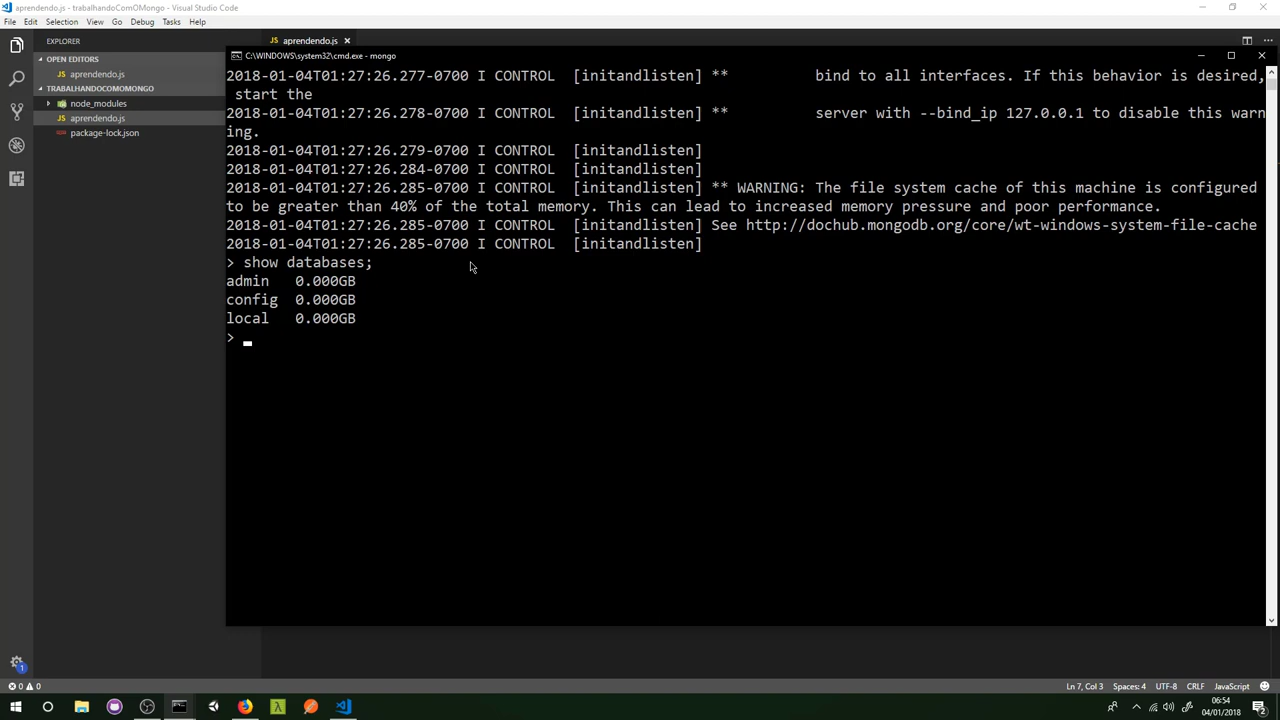 aprendendo.js - trabalhandoComOMongo - Visual Studio Code
File Edit Selection View Go Debug Tasks Help
EXPLORER
OPEN EDITORS
aprendendo.js
TRABALHANDOCOMOMONGO
node_modules
aprendendo.js
package-lock.json
JS aprendendo.js
C:\WINDOWS\system32\cmd.exe - mongo
2018-01-04T01:27:26.277-0700 I CONTROL  [initandlisten] **          bind to all interfaces. If this behavior is desired,
 start the
2018-01-04T01:27:26.278-0700 I CONTROL  [initandlisten] **          server with --bind_ip 127.0.0.1 to disable this warn
ing.
2018-01-04T01:27:26.279-0700 I CONTROL  [initandlisten]
2018-01-04T01:27:26.284-0700 I CONTROL  [initandlisten]
2018-01-04T01:27:26.285-0700 I CONTROL  [initandlisten] ** WARNING: The file system cache of this machine is configured
to be greater than 40% of the total memory. This can lead to increased memory pressure and poor performance.
2018-01-04T01:27:26.285-0700 I CONTROL  [initandlisten] See http://dochub.mongodb.org/core/wt-windows-system-file-cache
2018-01-04T01:27:26.285-0700 I CONTROL  [initandlisten]
> show databases;
admin   0.000GB
config  0.000GB
local   0.000GB
>
1
0 0
Ln 7, Col 3 Spaces: 4 UTF-8 CRLF JavaScript
06:54
04/01/2018
2